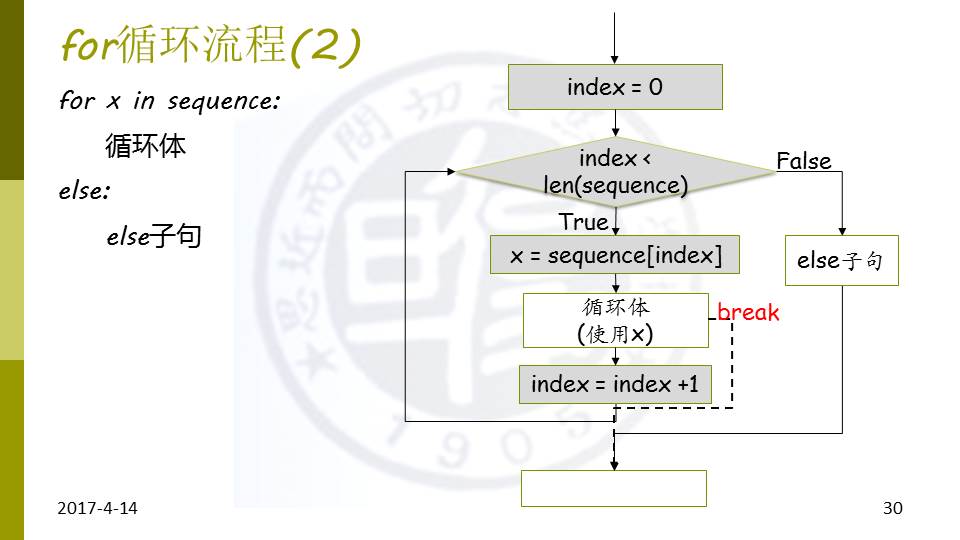 for循环流程(2)
for x in sequence:
循环体
else:
else子句
index = 0
index <
len(sequence)
False
True
x = sequence[index]
else子句
循环体
(使用x)
break
index = index +1
1905
2017-4-14
30